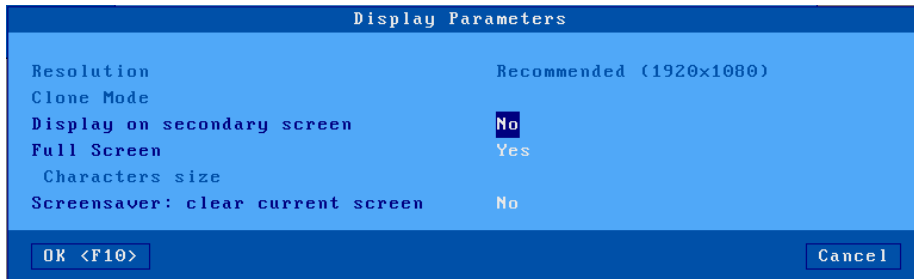 Display Parameters
Resolution Recommended (1920x1080)
Clone Mode
Display on secondary screen No
Full Screen Yes
Characters size
Screensaver: clear current screen No
OK <F10> Cancel